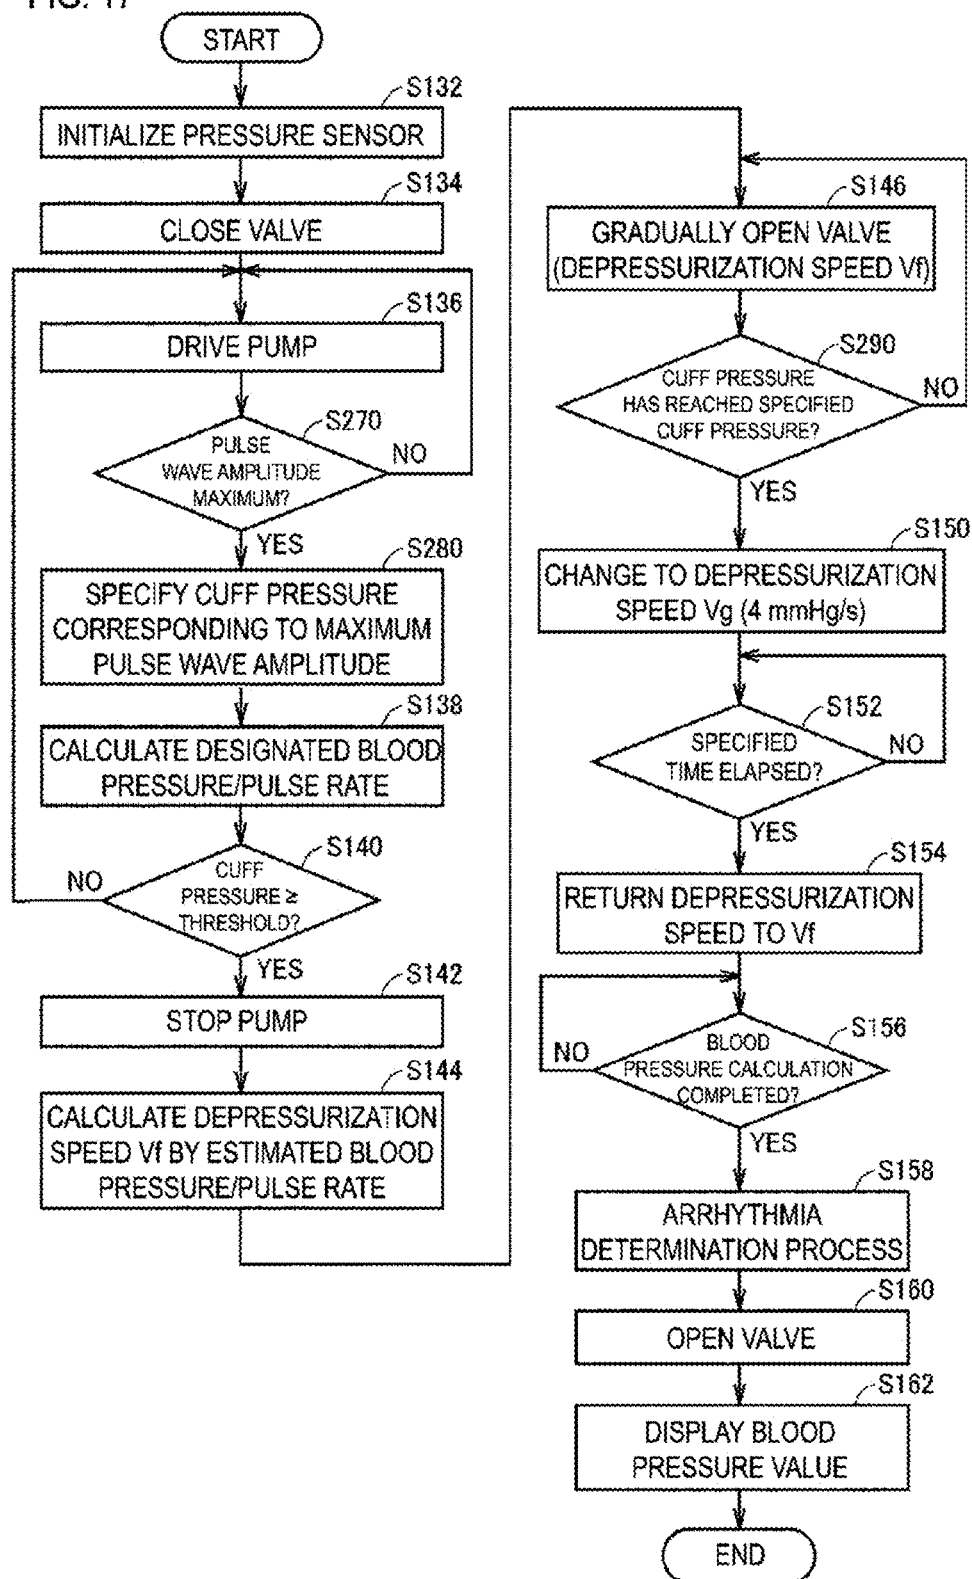 START
S132
INITIALIZE PRESSURE SENSOR
S134
CLOSE VALVE
S136
DRIVE PUMP
S270
PULSE
WAVE AMPLITUDE
MAXIMUM?
NO
YES
S280
SPECIFY CUFF PRESSURE
CORRESPONDING TO MAXIMUM
PULSE WAVE AMPLITUDE
S138
CALCULATE DESIGNATED BLOOD
PRESSURE/PULSE RATE
S140
CUFF
PRESSURE ≥
THRESHOLD?
NO
YES
S142
STOP PUMP
S144
CALCULATE DEPRESSURIZATION
SPEED Vf BY ESTIMATED BLOOD
PRESSURE/PULSE RATE
S146
GRADUALLY OPEN VALVE
(DEPRESSURIZATION SPEED Vf)
S290
CUFF PRESSURE
HAS REACHED SPECIFIED
CUFF PRESSURE?
NO
YES
S150
CHANGE TO DEPRESSURIZATION
SPEED Vg (4 mmHg/s)
S152
SPECIFIED
TIME ELAPSED?
NO
YES
S154
RETURN DEPRESSURIZATION
SPEED TO Vf
S156
BLOOD
PRESSURE CALCULATION
COMPLETED?
NO
YES
S158
ARRHYTHMIA
DETERMINATION PROCESS
S160
OPEN VALVE
S162
DISPLAY BLOOD
PRESSURE VALUE
END